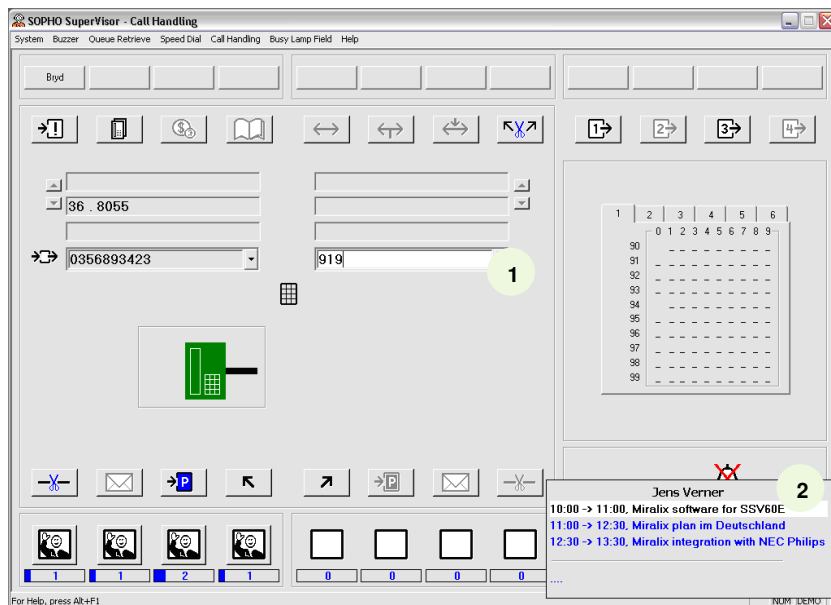 SOPHO SuperVisor - Call Handling
System Buzzer Queue Retrieve Speed Dial Call Handling Busy Lamp Field Help
Bryd
1 2 3 4
36 . 8055
0356893423
919
1
1 2 3 4 5 6
0 1 2 3 4 5 6 7 8 9
90
91
92
93
94
95
96
97
98
99
P P
2
Jens Verner
10:00 -> 11:00, Miralix software for SSV60E
11:00 -> 12:30, Miralix plan im Deutschland
12:30 -> 13:30, Miralix integration with NEC Philips
....
1 1 2 1 0 0 0 0
For Help, press Alt+F1
NUM DEMO